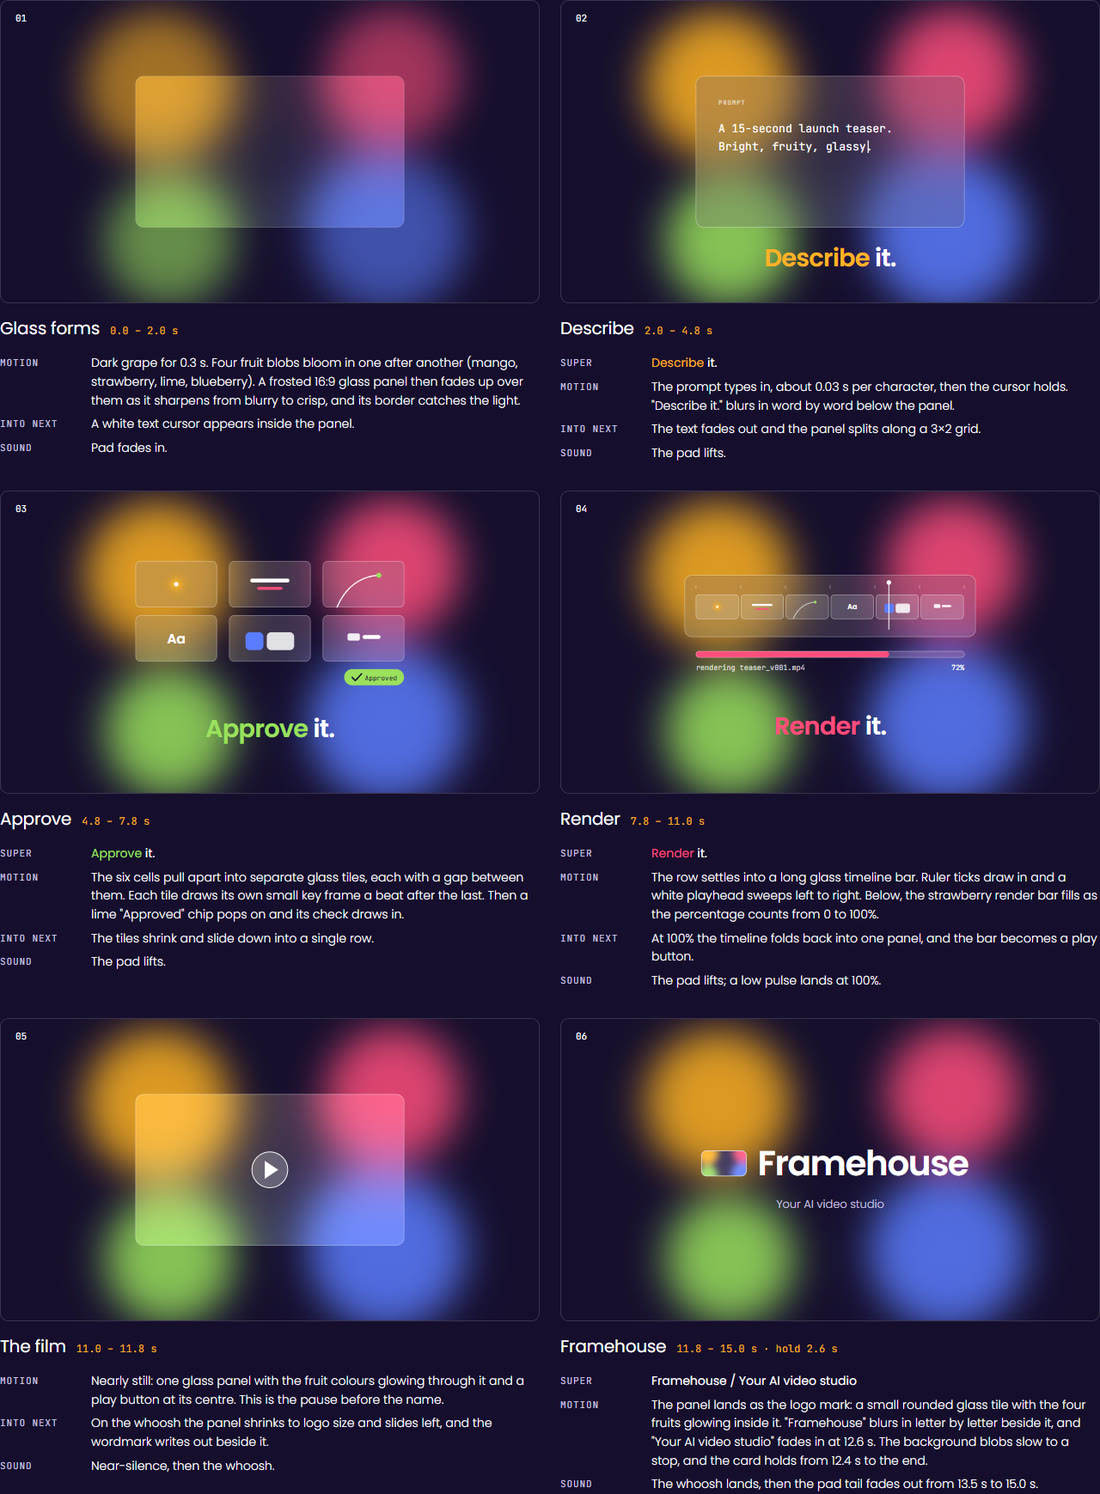 01
Glass forms 0.0 – 2.0 s
MOTION Dark grape for 0.3 s. Four fruit blobs bloom in one after another (mango,
strawberry, lime, blueberry). A frosted 16:9 glass panel then fades up over
them as it sharpens from blurry to crisp, and its border catches the light.
INTO NEXT A white text cursor appears inside the panel.
SOUND Pad fades in.
02
PROMPT
A 15-second launch teaser.
Bright, fruity, glassy
Describe it.
Describe 2.0 – 4.8 s
SUPER Describe it.
MOTION The prompt types in, about 0.03 s per character, then the cursor holds.
"Describe it." blurs in word by word below the panel.
INTO NEXT The text fades out and the panel splits along a 3×2 grid.
SOUND The pad lifts.
03
Aa
Approved
Approve it.
Approve 4.8 – 7.8 s
SUPER Approve it.
MOTION The six cells pull apart into separate glass tiles, each with a gap between
them. Each tile draws its own small key frame a beat after the last. Then a
lime "Approved" chip pops on and its check draws in.
INTO NEXT The tiles shrink and slide down into a single row.
SOUND The pad lifts.
04
Aa
rendering teaser_v001.mp4 72%
Render it.
Render 7.8 – 11.0 s
SUPER Render it.
MOTION The row settles into a long glass timeline bar. Ruler ticks draw in and a
white playhead sweeps left to right. Below, the strawberry render bar fills as
the percentage counts from 0 to 100%.
INTO NEXT At 100% the timeline folds back into one panel, and the bar becomes a play
button.
SOUND The pad lifts; a low pulse lands at 100%.
05
The film 11.0 – 11.8 s
MOTION Nearly still: one glass panel with the fruit colours glowing through it and a
play button at its centre. This is the pause before the name.
INTO NEXT On the whoosh the panel shrinks to logo size and slides left, and the
wordmark writes out beside it.
SOUND Near-silence, then the whoosh.
06
Framehouse
Your AI video studio
Framehouse 11.8 – 15.0 s · hold 2.6 s
SUPER Framehouse / Your AI video studio
MOTION The panel lands as the logo mark: a small rounded glass tile with the four
fruits glowing inside it. "Framehouse" blurs in letter by letter beside it, and
"Your AI video studio" fades in at 12.6 s. The background blobs slow to a
stop, and the card holds from 12.4 s to the end.
SOUND The whoosh lands, then the pad tail fades out from 13.5 s to 15.0 s.